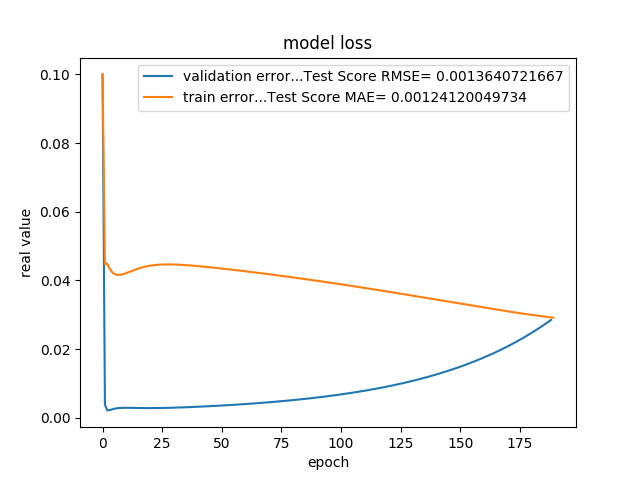 model loss
validation error...Test Score RMSE= 0.0013640721667
train error...Test Score MAE= 0.00124120049734
real value
0.10
0.08
0.06
0.04
0.02
0.00
0 25 50 75 100 125 150 175
epoch